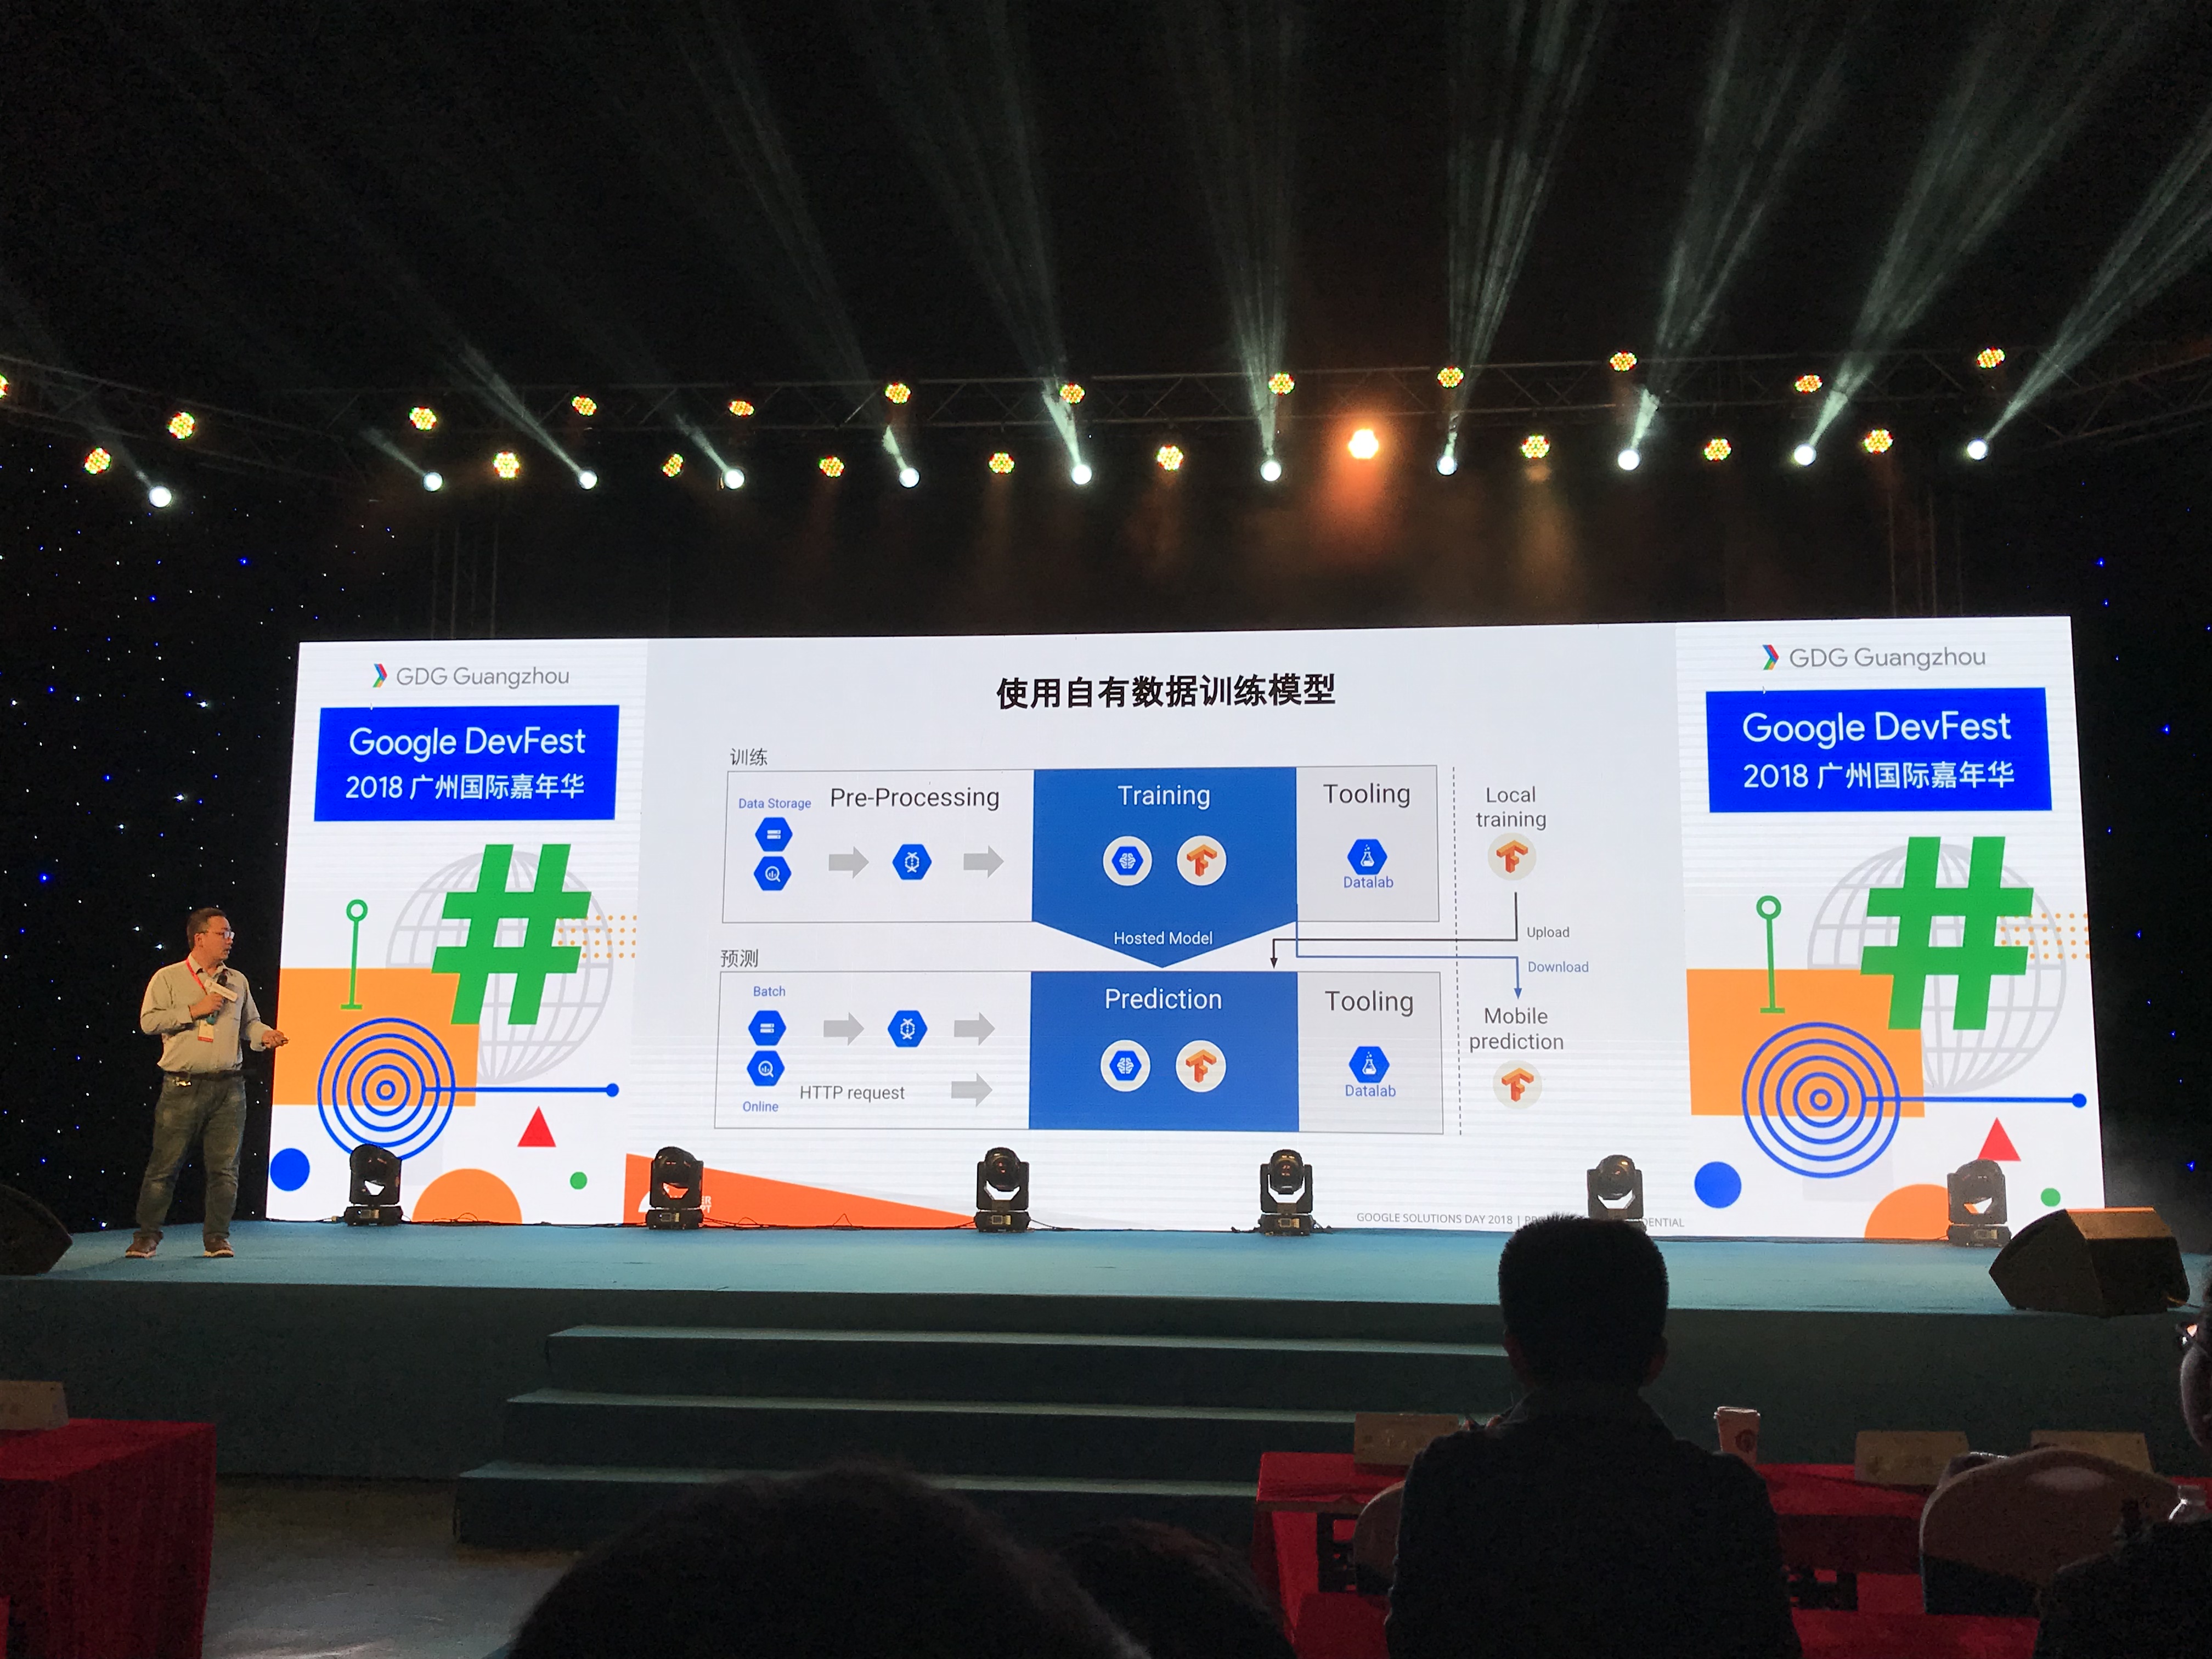 GDG Guangzhou
Google DevFest
2018 广州国际嘉年华
使用自有数据训练模型
训练
Data Storage
Pre-Processing
Training
Tooling
Datalab
Local
training
Hosted Model
Upload
Download
预测
Batch
Online
HTTP request
Prediction
Tooling
Datalab
Mobile
prediction
GOOGLE SOLUTIONS DAY 2018 |
GDG Guangzhou
Google DevFest
2018 广州国际嘉年华